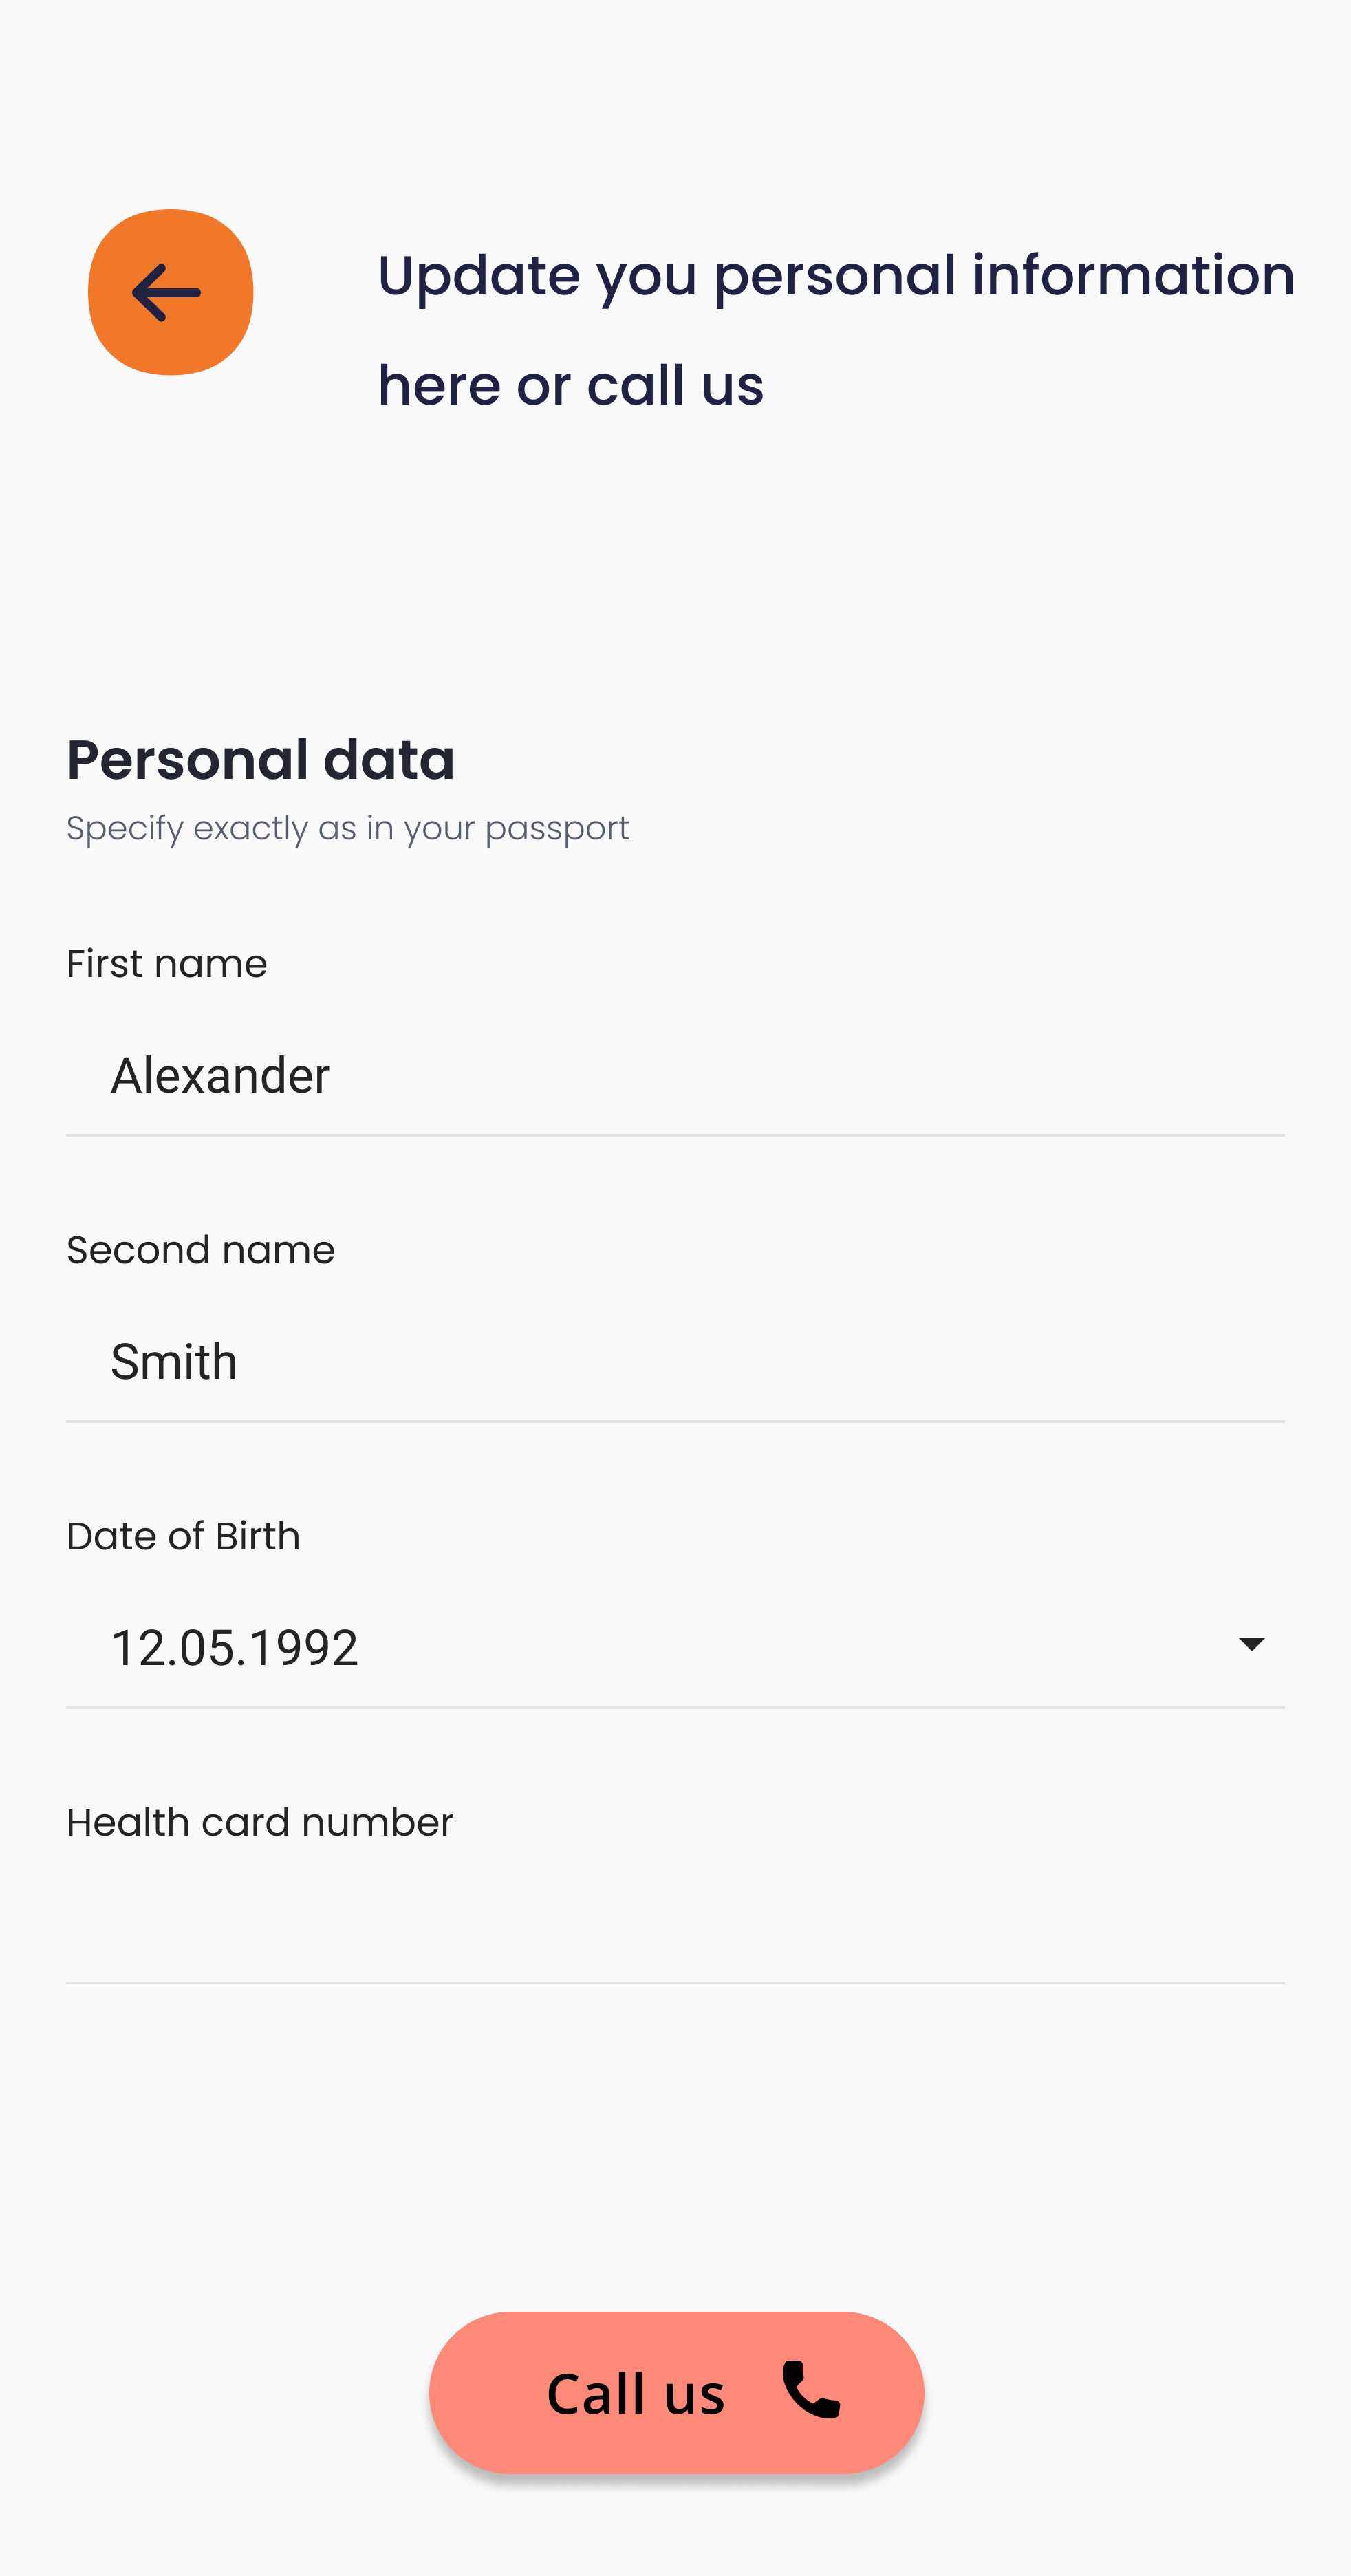 Update you personal information
here or call us
Personal data
Specify exactly as in your passport
First name
Alexander
Second name
Smith
Date of Birth
12.05.1992
Health card number
Call us